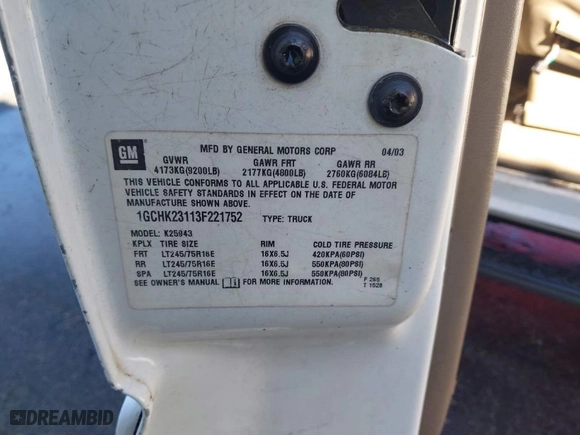 GM
MFD BY GENERAL MOTORS CORP 04/03
GVWR GAWR FRT GAWR RR
4173KG(9200LB) 2177KG(4800LB) 2760KG(6084LB)
THIS VEHICLE CONFORMS TO ALL APPLICABLE U.S. FEDERAL MOTOR
VEHICLE SAFETY STANDARDS IN EFFECT ON THE DATE OF
MANUFACTURE SHOWN ABOVE.
1GCHK23113F221752 TYPE: TRUCK
MODEL: K25943
KPLX TIRE SIZE RIM COLD TIRE PRESSURE
FRT LT245/75R16E 16X6.5J 420KPA(60PSI)
RR LT245/75R16E 16X6.5J 550KPA(80PSI)
SPA LT245/75R16E 16X6.5J 550KPA(80PSI)
SEE OWNER'S MANUAL FOR MORE INFORMATION.
F 265
T 1528
DREAMBID